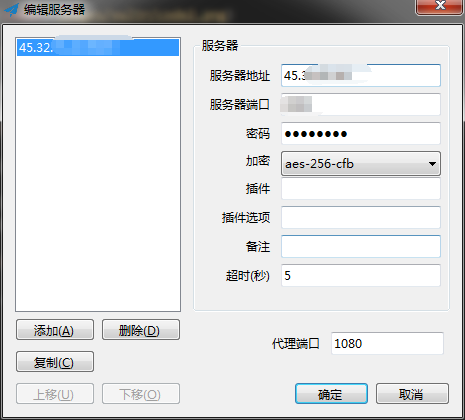 编辑服务器
45.32.
服务器
服务器地址 45.3
服务器端口
密码 ●●●●●●●●
加密 aes-256-cfb
插件
插件选项
备注
超时(秒) 5
添加(A) 删除(D)
代理端口 1080
复制(C)
上移(U) 下移(O)
确定 取消